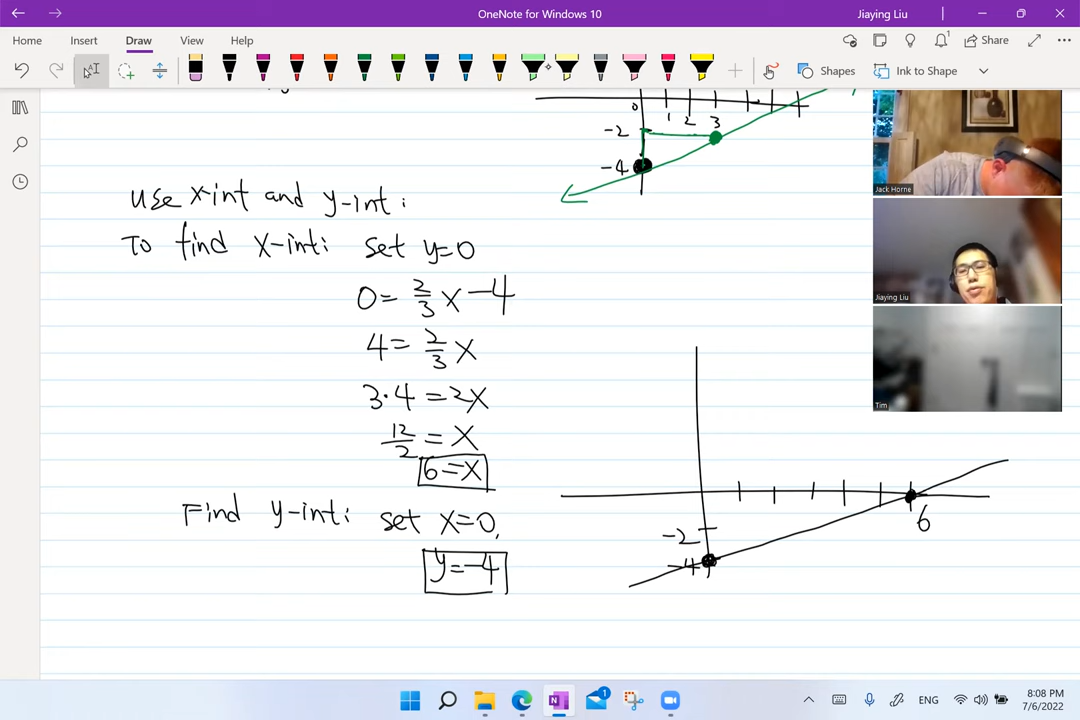 OneNote for Windows 10
Jiaying Liu
Home Insert Draw View Help
Share
Shapes
Ink to Shape
0 1 2 3
-2
-4
Use x-int and y-int:
To find x-int: set y=0
0= 2/3 x -4
4= 2/3 x
3·4 =2x
12/2 = x
6=x
Find y-int: set x=0,
y=-4
6
-2
-4
Jack Horne
Jiaying Liu
Tim
1
ENG
8:08 PM
7/6/2022